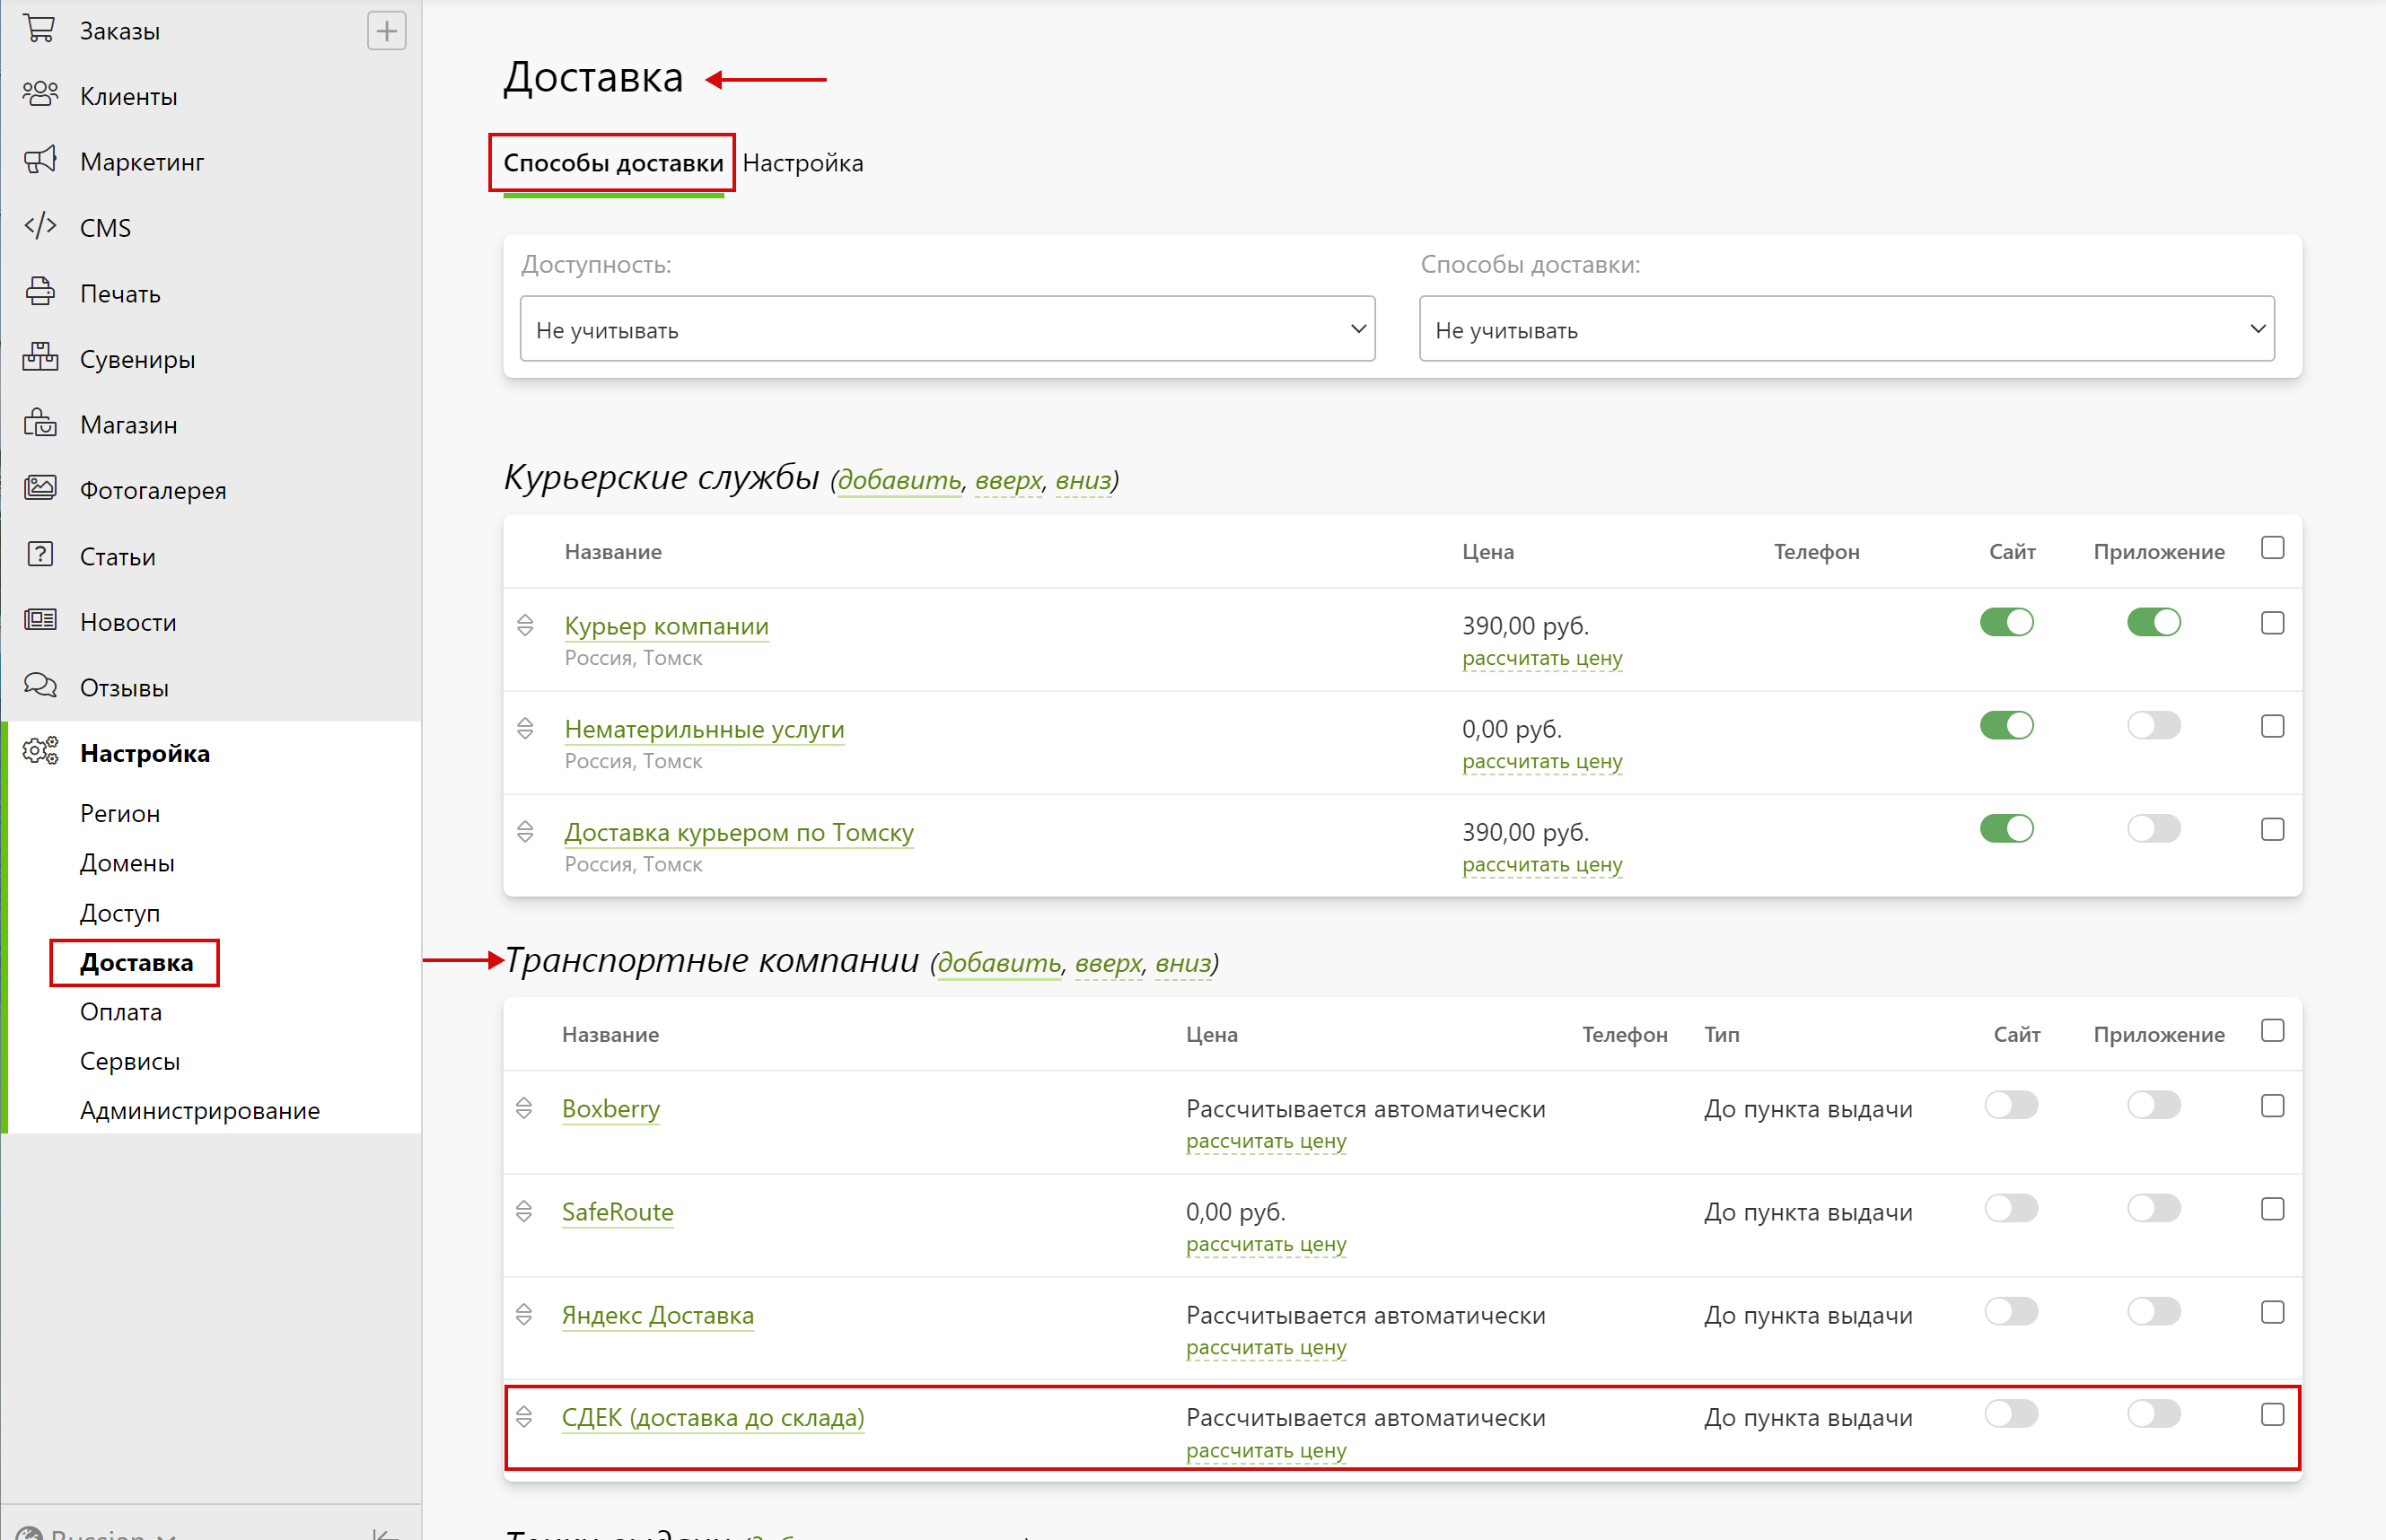 Заказы
Клиенты
Маркетинг
CMS
Печать
Сувениры
Магазин
Фотогалерея
Статьи
Новости
Отзывы
Настройка
Регион
Домены
Доступ
Доставка
Оплата
Сервисы
Администрирование
Russian
Доставка
Способы доставки Настройка
Доступность: Способы доставки:
Не учитывать Не учитывать
Курьерские службы (добавить, вверх, вниз)
Название Цена Телефон Сайт Приложение
Курьер компании 390,00 руб.
Россия, Томск рассчитать цену
Нематерильнные услуги 0,00 руб.
Россия, Томск рассчитать цену
Доставка курьером по Томску 390,00 руб.
Россия, Томск рассчитать цену
Транспортные компании (добавить, вверх, вниз)
Название Цена Телефон Тип Сайт Приложение
Boxberry Рассчитывается автоматически До пункта выдачи
рассчитать цену
SafeRoute 0,00 руб. До пункта выдачи
рассчитать цену
Яндекс Доставка Рассчитывается автоматически До пункта выдачи
рассчитать цену
СДЕК (доставка до склада) Рассчитывается автоматически До пункта выдачи
рассчитать цену